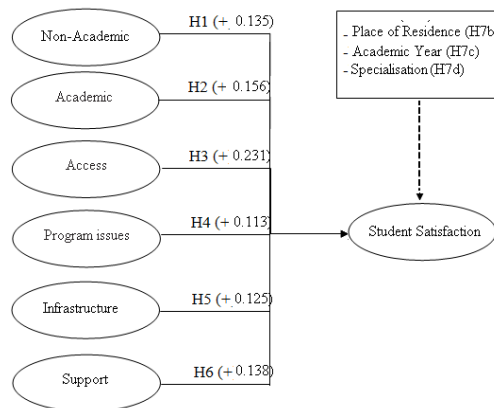 Non-Academic
H1 (+ 0.135)
Academic
H2 (+ 0.156)
Access
H3 (+ 0.231)
Program issues
H4 (+ 0.113)
Infrastructure
H5 (+ 0.125)
Support
H6 (+ 0.138)
- Place of Residence (H7b
- Academic Year (H7c)
- Specialisation (H7d)
Student Satisfaction